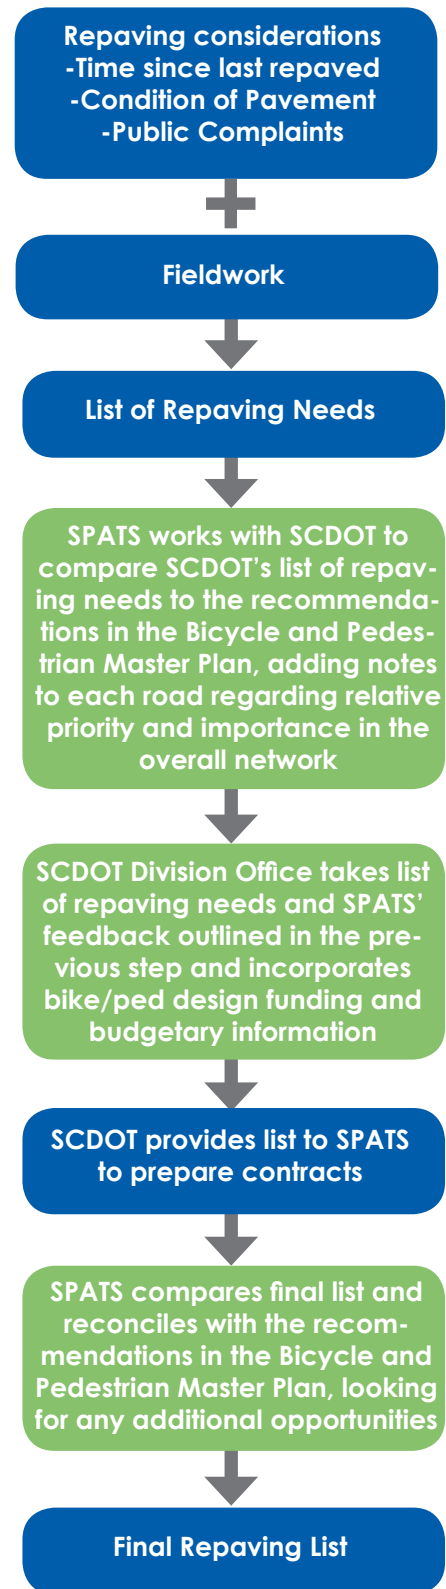 Repaving considerations
-Time since last repaved
-Condition of Pavement
-Public Complaints
Fieldwork
List of Repaving Needs
SPATS works with SCDOT to
compare SCDOT’s list of repav-
ing needs to the recommenda-
tions in the Bicycle and Pedes-
trian Master Plan, adding notes
to each road regarding relative
priority and importance in the
overall network
SCDOT Division Office takes list
of repaving needs and SPATS’
feedback outlined in the pre-
vious step and incorporates
bike/ped design funding and
budgetary information
SCDOT provides list to SPATS
to prepare contracts
SPATS compares final list and
reconciles with the recom-
mendations in the Bicycle and
Pedestrian Master Plan, looking
for any additional opportunities
Final Repaving List